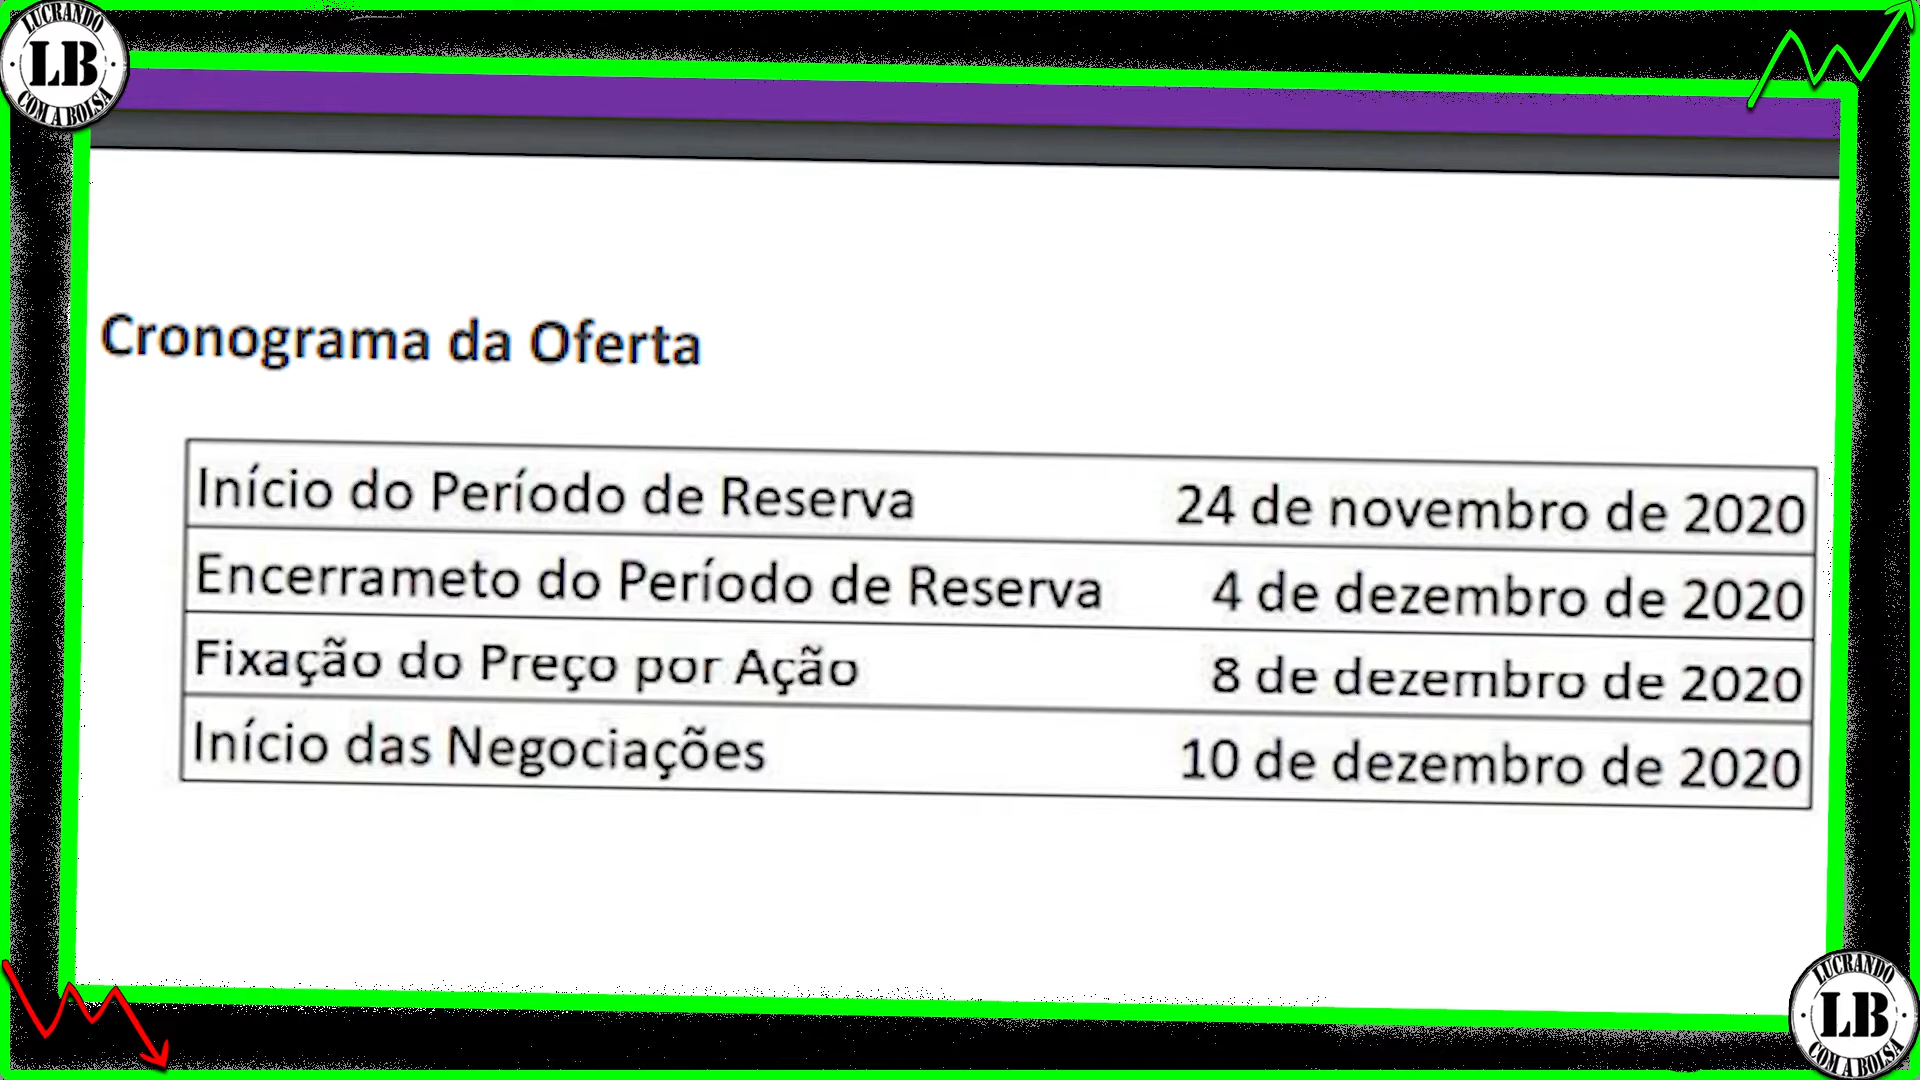 LUCRANDO
LB
COM A BOLSA
Cronograma da Oferta
Início do Período de Reserva 24 de novembro de 2020
Encerrameto do Período de Reserva 4 de dezembro de 2020
Fixação do Preço por Ação 8 de dezembro de 2020
Início das Negociações 10 de dezembro de 2020
LUCRANDO
LB
COM A BOLSA